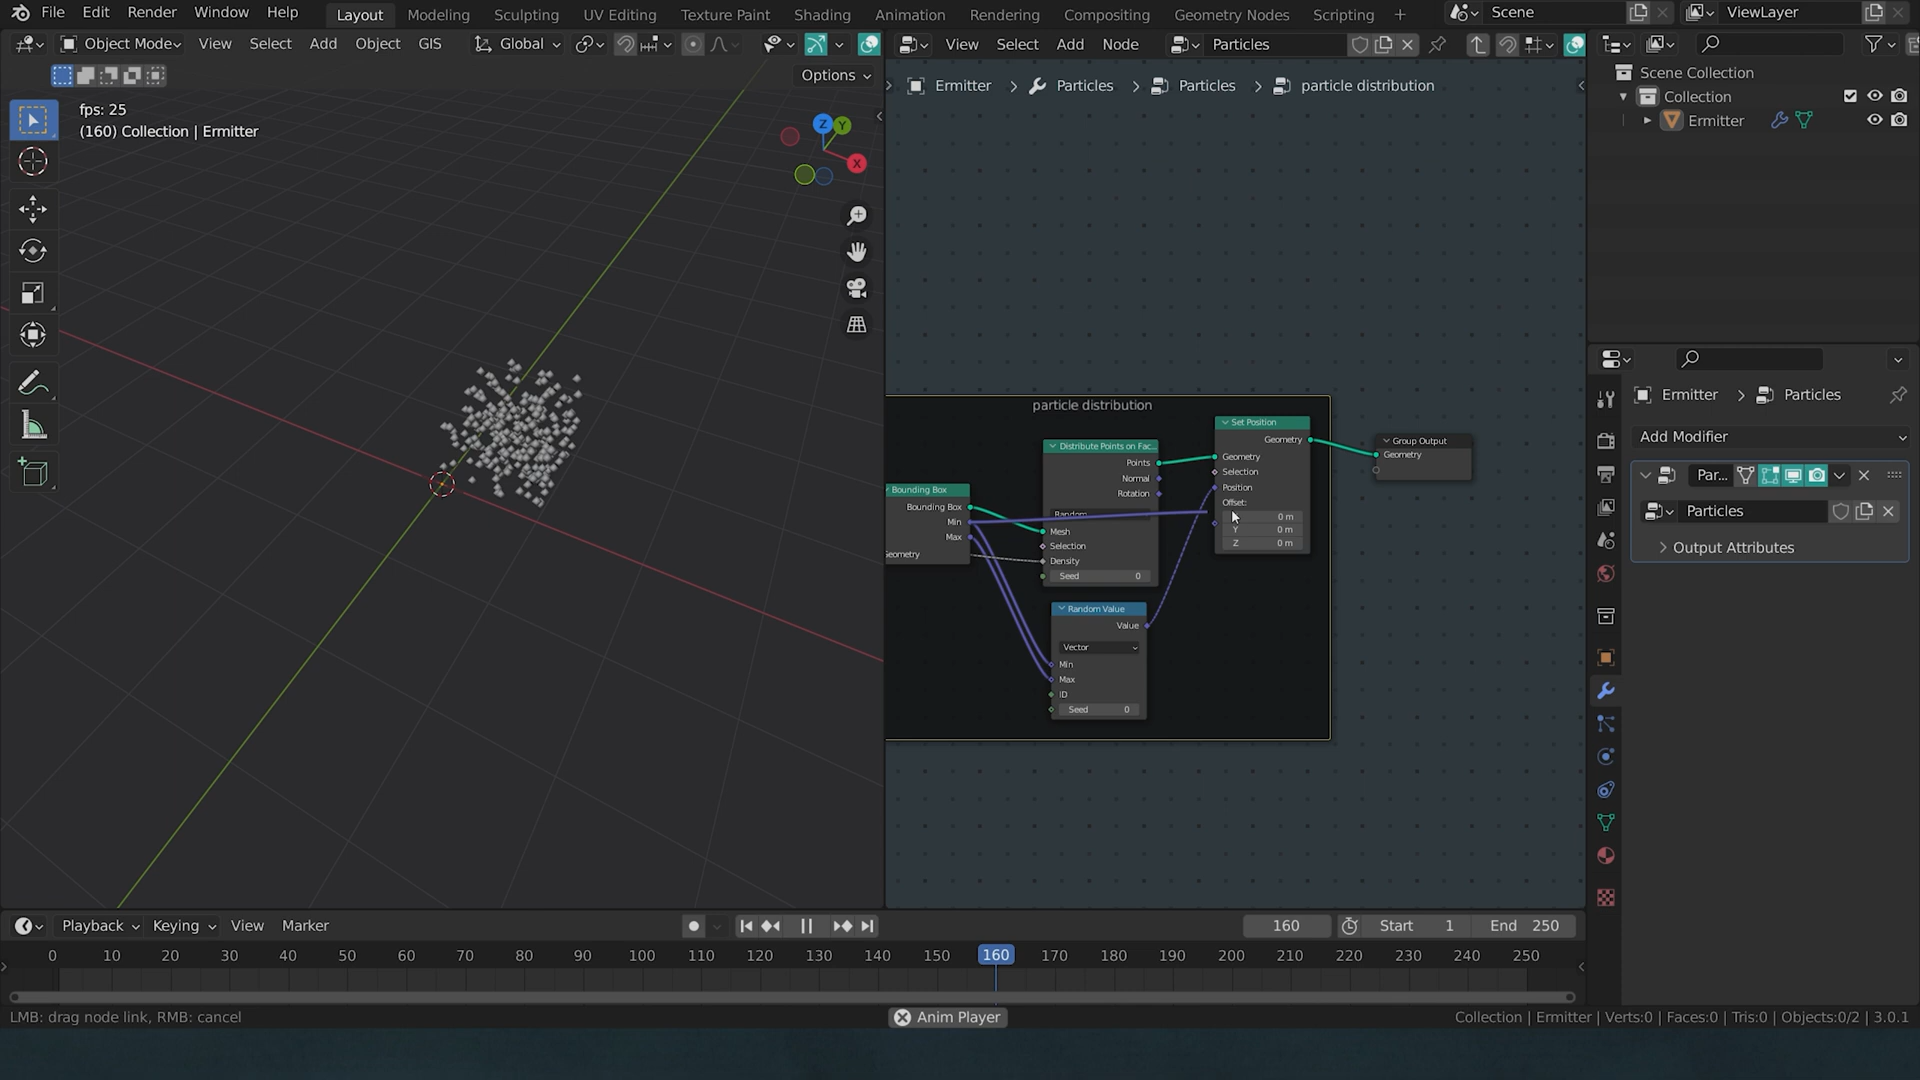 File Edit Render Window Help
Layout Modeling Sculpting UV Editing Texture Paint Shading Animation Rendering Compositing Geometry Nodes Scripting +
Scene
ViewLayer
Object Mode View Select Add Object GIS
Global
View Select Add Node
Particles
Options
fps: 25
(160) Collection | Ermitter
Z
Y
X
Emitter > Particles > Particles > particle distribution
Scene Collection
Collection
Ermitter
particle distribution
Bounding Box
Bounding Box
Min
Max
Geometry
Distribute Points on Fac...
Points
Normal
Rotation
Random
Mesh
Selection
Density
Seed 0
Random Value
Value
Vector
Min
Max
ID
Seed 0
Set Position
Geometry
Geometry
Selection
Position
Offset:
0 m
Y 0 m
Z 0 m
Group Output
Geometry
Ermitter > Particles
Add Modifier
Par...
Particles
Output Attributes
Playback Keying View Marker
160
Start 1
End 250
0 10 20 30 40 50 60 70 80 90 100 110 120 130 140 150 160 170 180 190 200 210 220 230 240 250
LMB: drag node link, RMB: cancel
Anim Player
Collection | Ermitter | Verts:0 | Faces:0 | Tris:0 | Objects:0/2 | 3.0.1